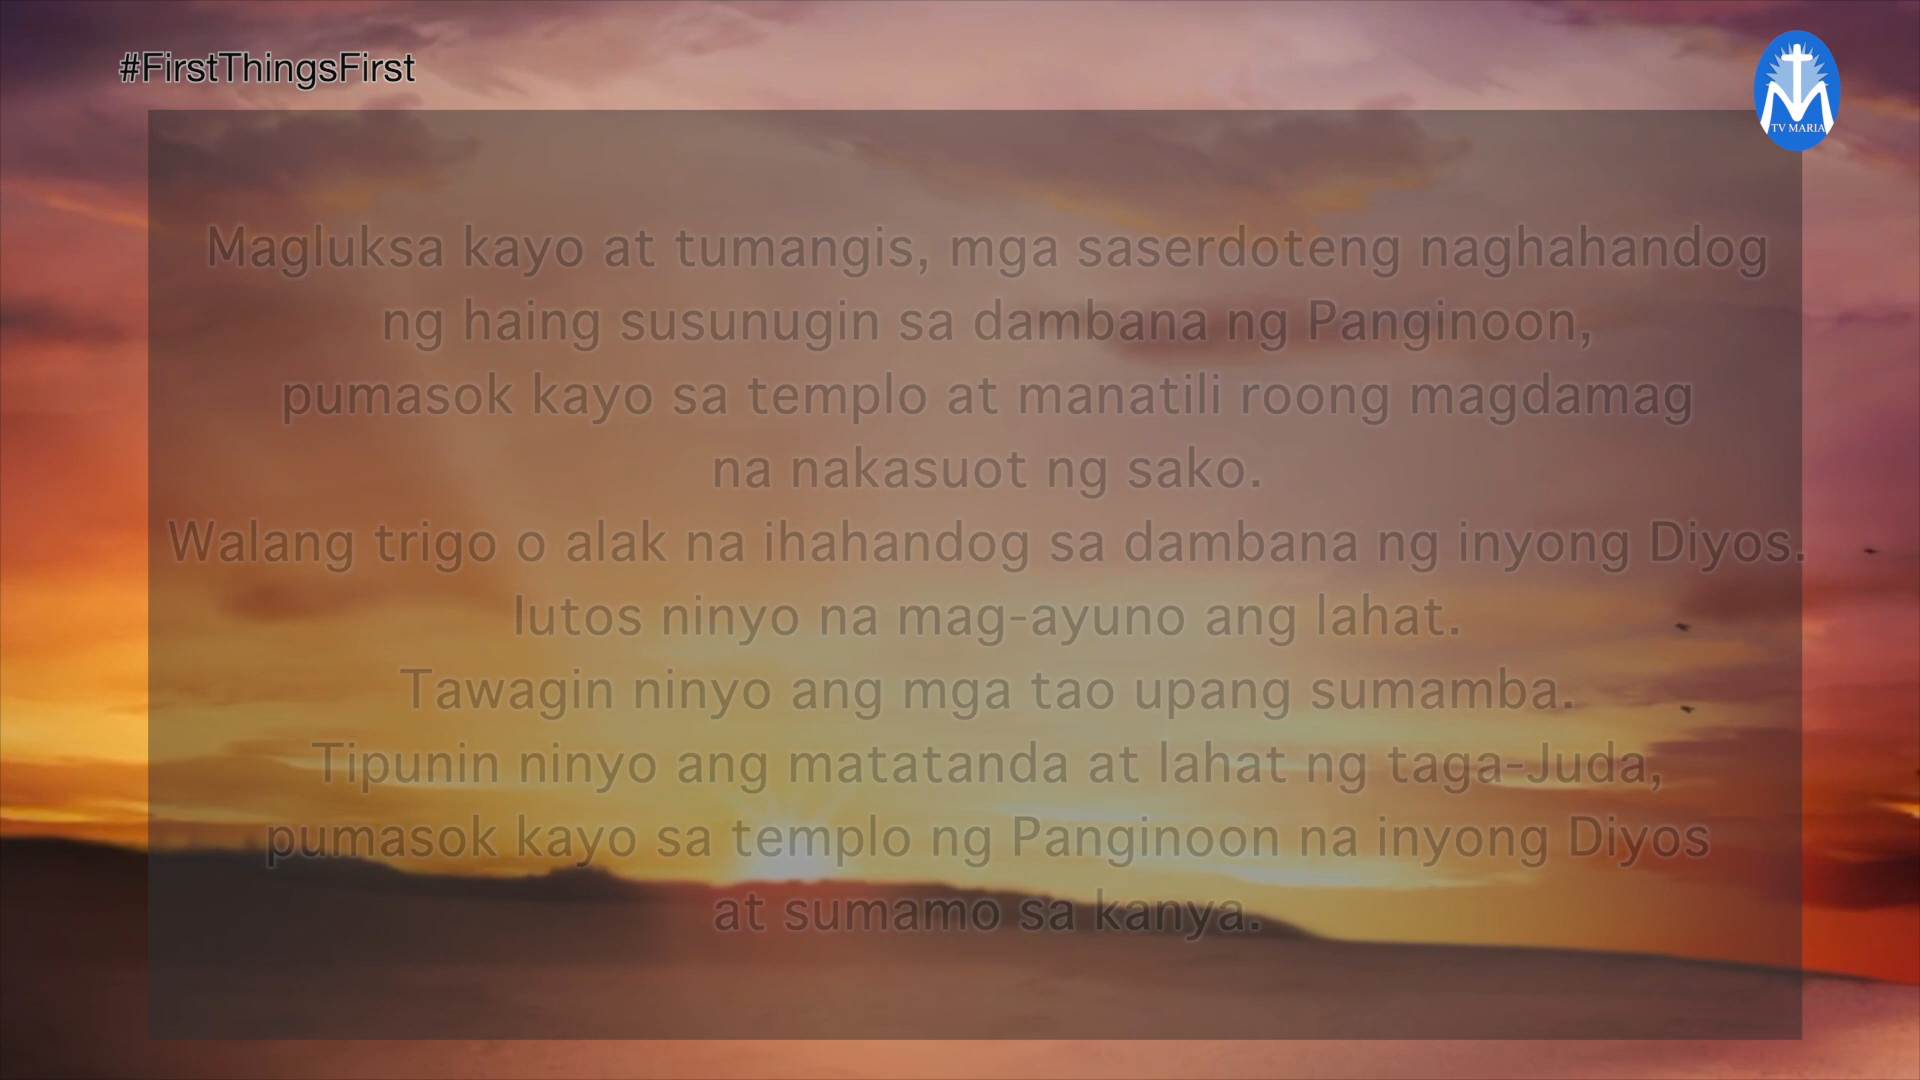 #FirstThingsFirst
TV MARIA
Magluksa kayo at tumangis, mga saserdoteng naghahandog
ng haing susunugin sa dambana ng Panginoon,
pumasok kayo sa templo at manatili roong magdamag
na nakasuot ng sako.
Walang trigo o alak na ihahandog sa dambana ng inyong Diyos.
Iutos ninyo na mag-ayuno ang lahat.
Tawagin ninyo ang mga tao upang sumamba.
Tipunin ninyo ang matatanda at lahat ng taga-Juda,
pumasok kayo sa templo ng Panginoon na inyong Diyos
at sumamo sa kanya.